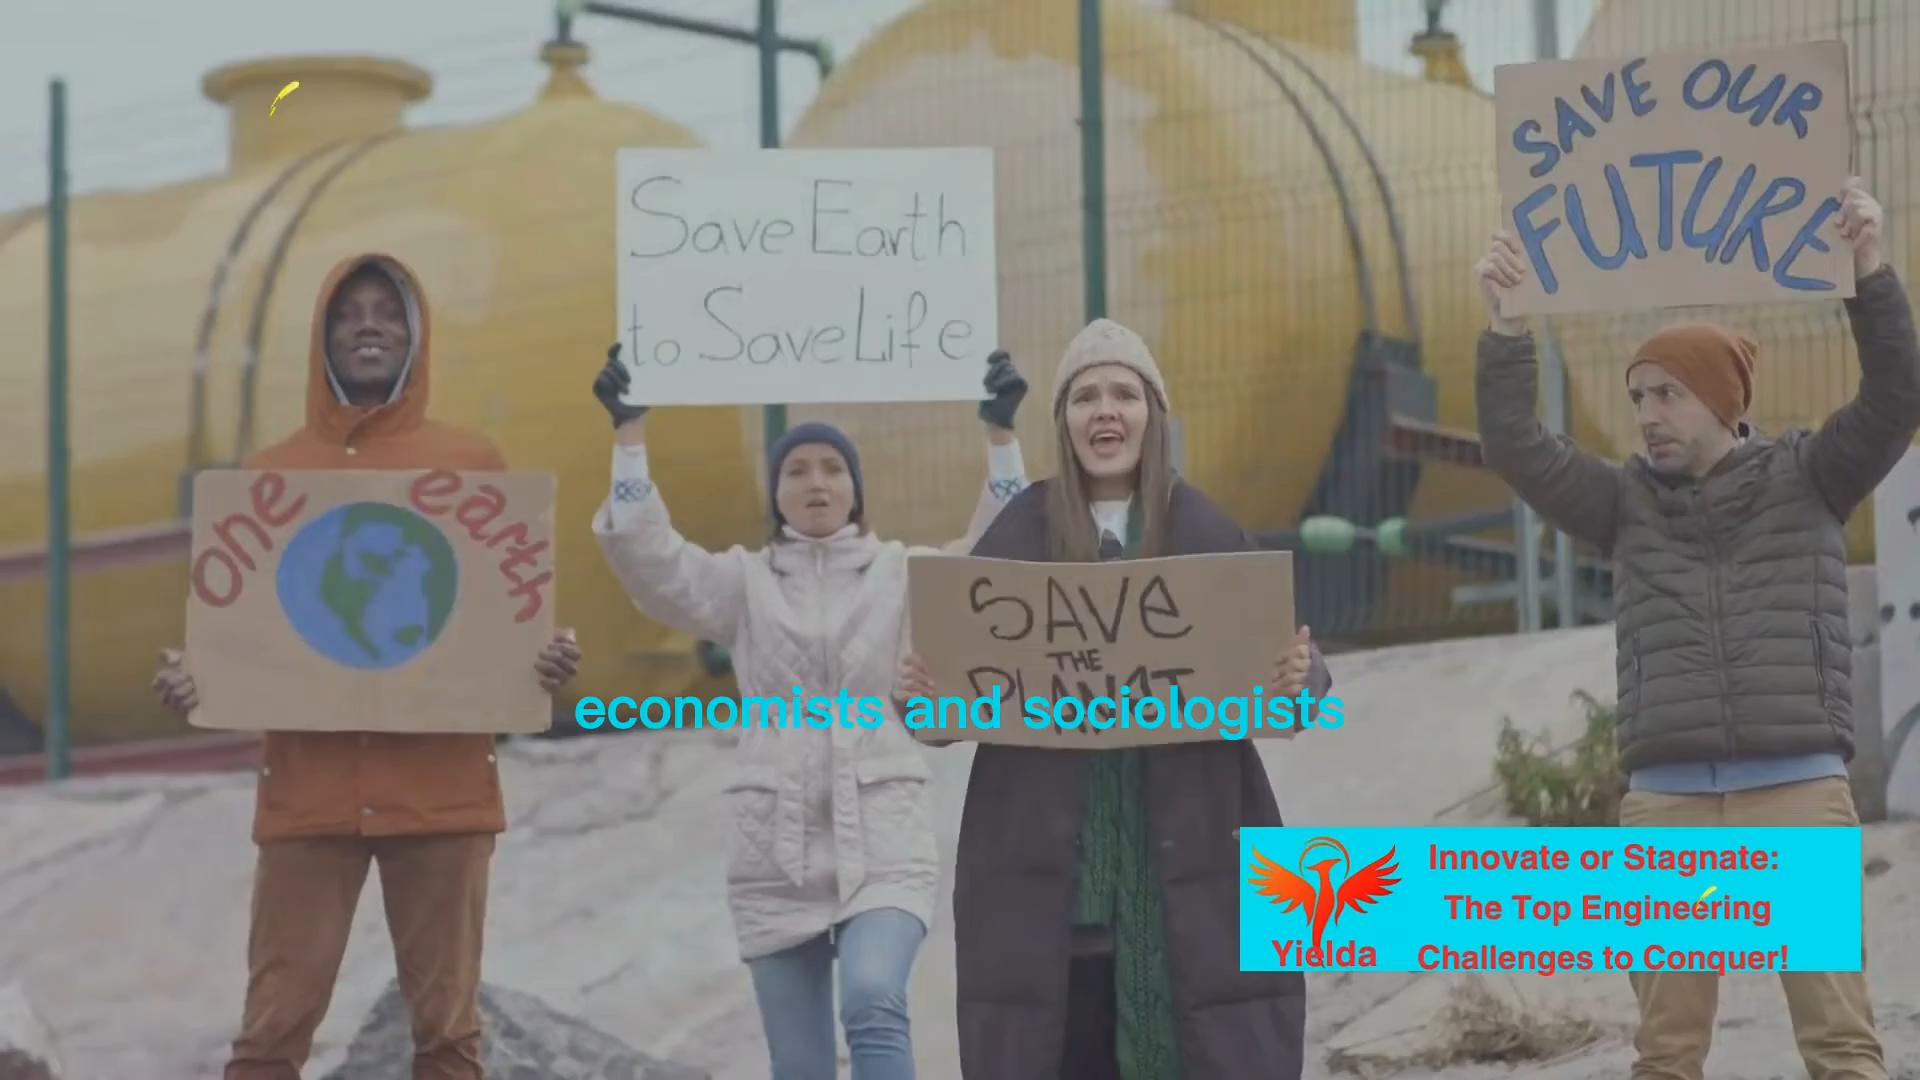 SAVE OUR
FUTURE
Save Earth
to Save Life
one earth
SAVe
THE
PLANET
economists and sociologists
Innovate or Stagnate:
The Top Engineering
Challenges to Conquer!
Yielda